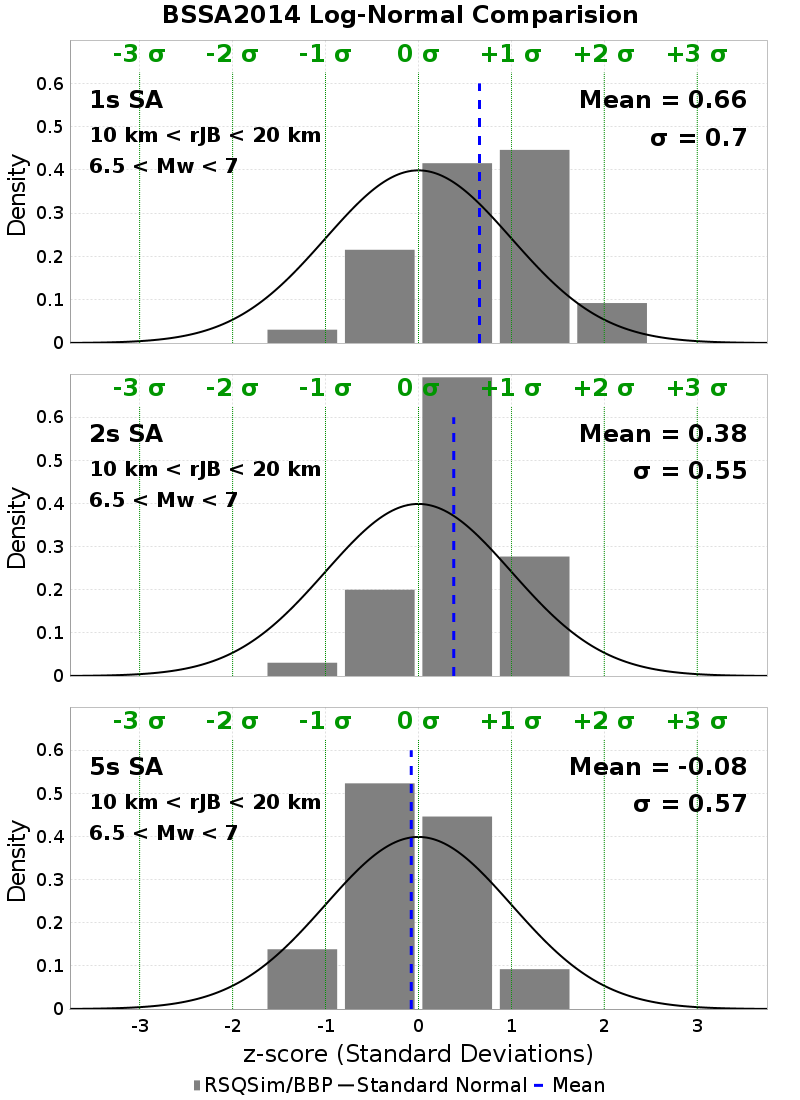 BSSA2014 Log-Normal Comparision
-3 σ -2 σ -1 σ 0 σ +1 σ +2 σ +3 σ
1s SA
10 km < rJB < 20 km
6.5 < Mw < 7
Mean = 0.66
σ = 0.7
Density
0.6
0.5
0.4
0.3
0.2
0.1
0
-3 σ -2 σ -1 σ 0 σ +1 σ +2 σ +3 σ
2s SA
10 km < rJB < 20 km
6.5 < Mw < 7
Mean = 0.38
σ = 0.55
Density
0.6
0.5
0.4
0.3
0.2
0.1
0
-3 σ -2 σ -1 σ 0 σ +1 σ +2 σ +3 σ
5s SA
10 km < rJB < 20 km
6.5 < Mw < 7
Mean = -0.08
σ = 0.57
Density
0.6
0.5
0.4
0.3
0.2
0.1
0
-3 -2 -1 0 1 2 3
z-score (Standard Deviations)
RSQSim/BBP Standard Normal Mean